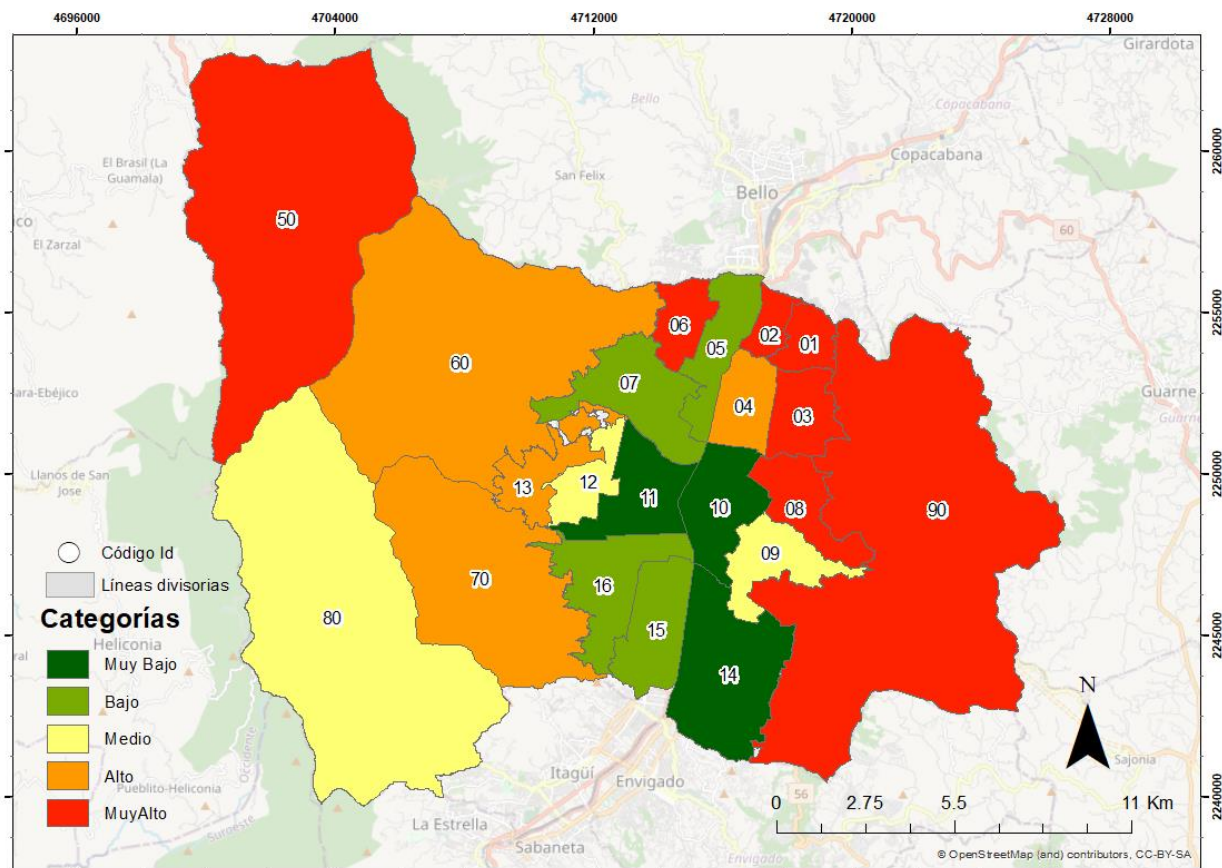 4696000
4704000
4712000
4720000
4728000
Girardota
Copacabana
Copacabana
Bello
Bello
San Felix
El Brasil (La
Guamala)
El Zarzal
2260000
60
50
2255000
06
02
01
05
60
07
04
Guarne
Guarne
03
2250000
Llanos de San
Jose
13
12
11
10
08
90
09
Código Id
Líneas divisorias
Categorías
Heliconia
70
16
15
80
14
2245000
Muy Bajo
Bajo
Medio
Alto
MuyAlto
N
Sajonia
Occidente
Pueblito-Heliconia
Suroeste
Itagüí
Envigado
56
2240000
La Estrella
Sabaneta
Envigado
0
2.75
5.5
11 Km
© OpenStreetMap (and) contributors, CC-BY-SA